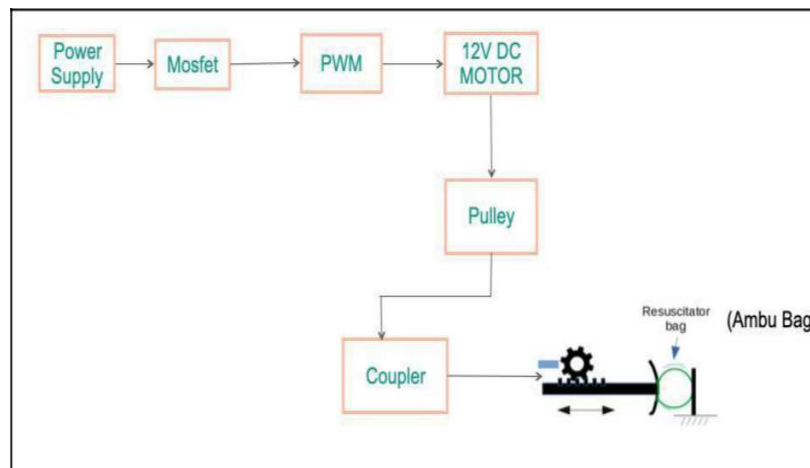 Power
Supply
Mosfet
PWM
12V DC
MOTOR
Pulley
Coupler
Resuscitator
bag
(Ambu Bag